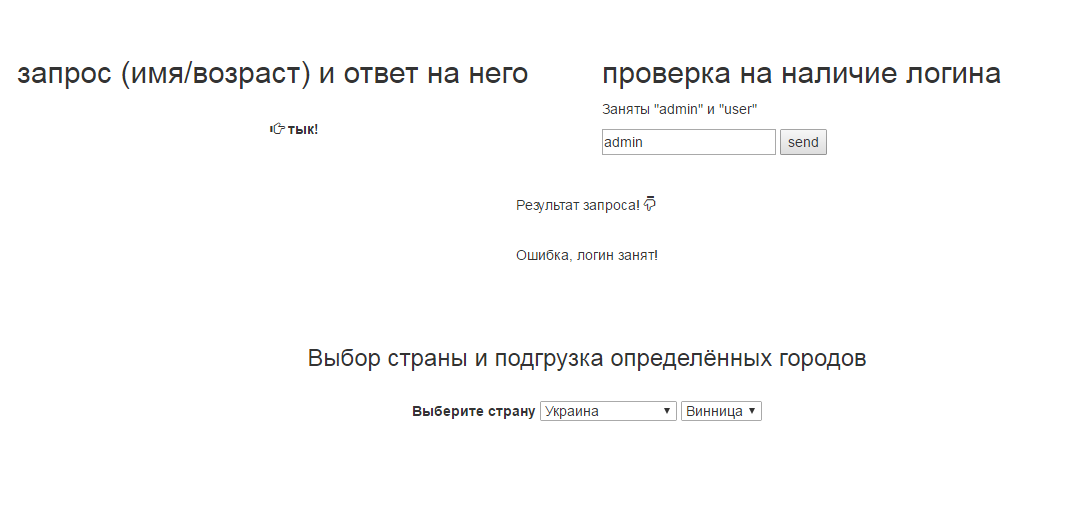 запрос (имя/возраст) и ответ на него
тык!
проверка на наличие логина
Заняты "admin" и "user"
admin send
Результат запроса!
Ошибка, логин занят!
Выбор страны и подгрузка определённых городов
Выберите страну Украина Винница